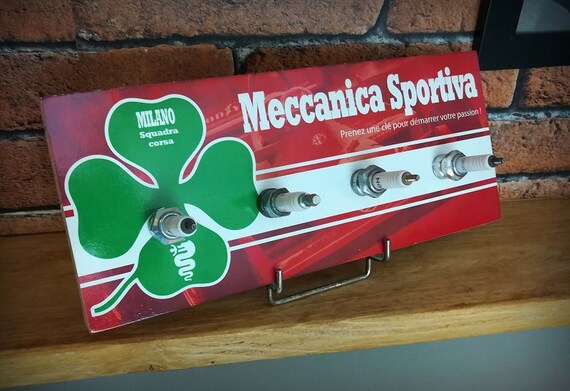 MILANO
Squadra
corsa
Meccanica Sportiva
Prenez une clé pour démarrer votre passion !